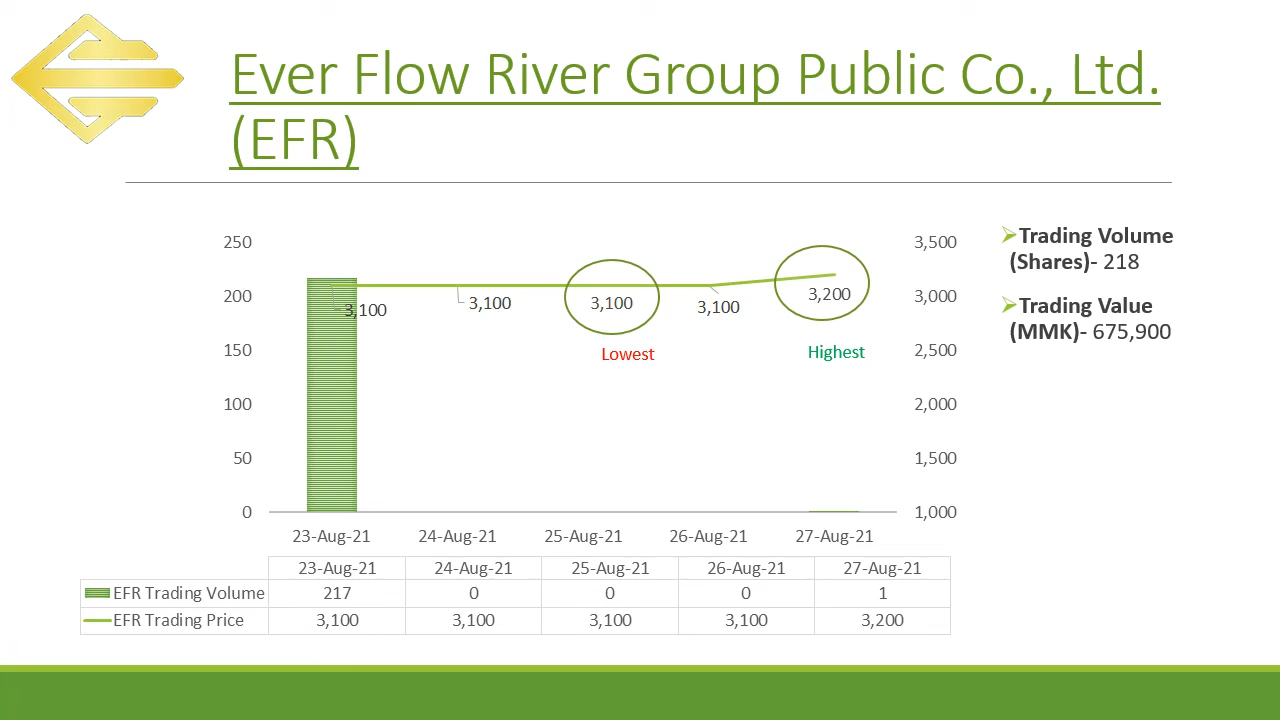 Ever Flow River Group Public Co., Ltd.
(EFR)
250
200
150
100
50
0
3,100
3,100
3,100
3,100
3,200
Lowest
Highest
3,500
3,000
2,500
2,000
1,500
1,000
23-Aug-21 24-Aug-21 25-Aug-21 26-Aug-21 27-Aug-21
23-Aug-21 24-Aug-21 25-Aug-21 26-Aug-21 27-Aug-21
EFR Trading Volume 217 0 0 0 1
EFR Trading Price 3,100 3,100 3,100 3,100 3,200
Trading Volume
(Shares)- 218
Trading Value
(MMK)- 675,900